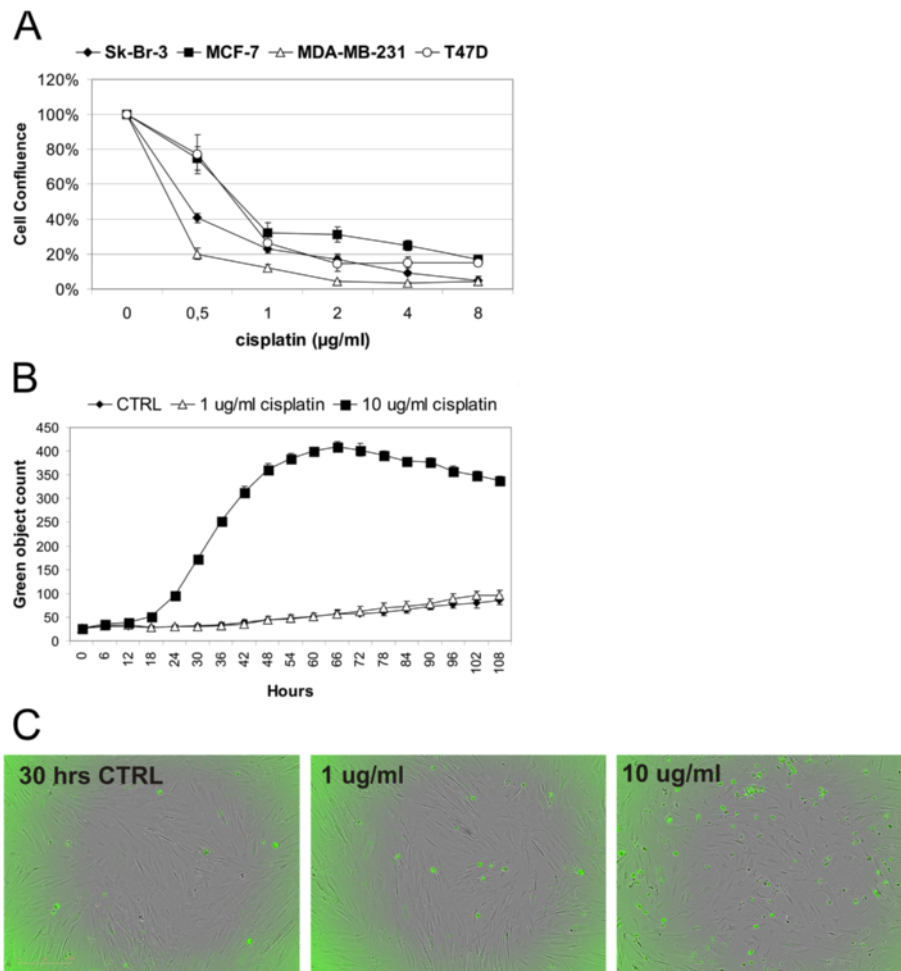 A
Sk-Br-3 MCF-7 MDA-MB-231 T47D
120%
100%
80%
60%
40%
20%
0%
Cell Confluence
0 0,5 1 2 4 8
cisplatin (µg/ml)
B
CTRL 1 ug/ml cisplatin 10 ug/ml cisplatin
450
400
350
300
250
200
150
100
50
0
Green object count
0 6 12 18 24 30 36 42 48 54 60 68 72 78 84 90 96 102 108
Hours
C
30 hrs CTRL 1 ug/ml 10 ug/ml